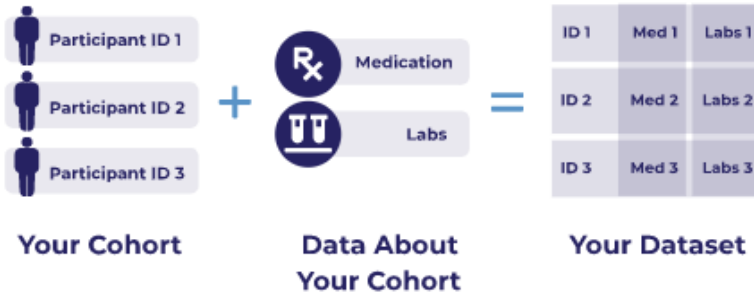 Participant ID 1
Participant ID 2
Participant ID 3
+
Rx
Medication
Labs
=
ID 1 Med 1 Labs 1
ID 2 Med 2 Labs 2
ID 3 Med 3 Labs 3
Your Cohort
Data About
Your Cohort
Your Dataset